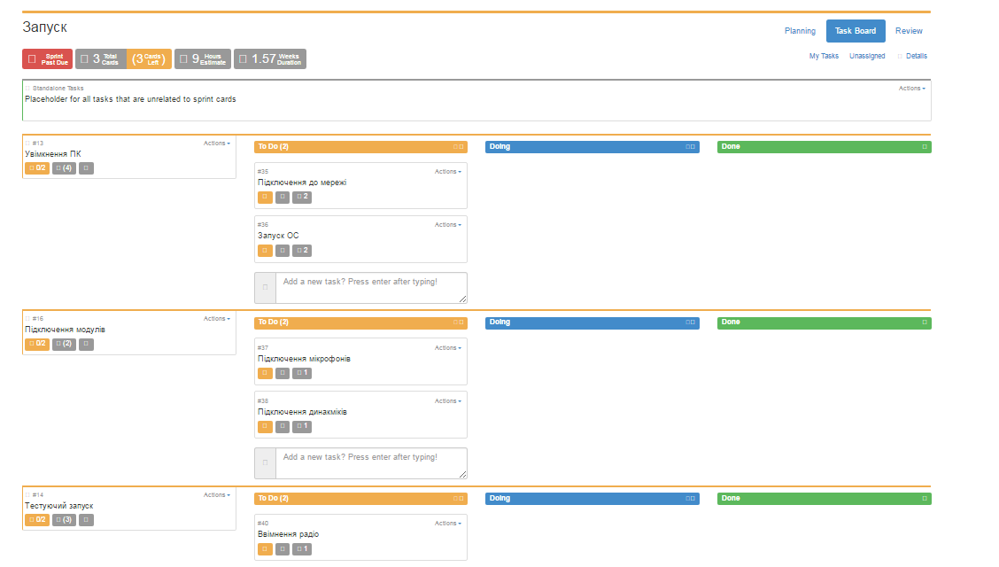 Запуск
Planning Task Board Review
Sprint Past Due 3 Total Cards (3 Cards Left) 9 Hours Estimate 1.57 Weeks Duration
My Tasks Unassigned Details
Standalone Tasks Actions
Placeholder for all tasks that are unrelated to sprint cards
#13 Actions
Увімкнення ПК
0/2 (4)
To Do (2) Doing Done
#35 Actions
Підключення до мережі
2
#36 Actions
Запуск ОС
2
Add a new task? Press enter after typing!
#16 Actions
Підключення модулів
0/2 (2)
To Do (2) Doing Done
#37 Actions
Підключення мікрофонів
1
#38 Actions
Підключення динакміків
1
Add a new task? Press enter after typing!
#14 Actions
Тестуючий запуск
0/2 (3)
To Do (2) Doing Done
#40 Actions
Ввімнення радіо
1